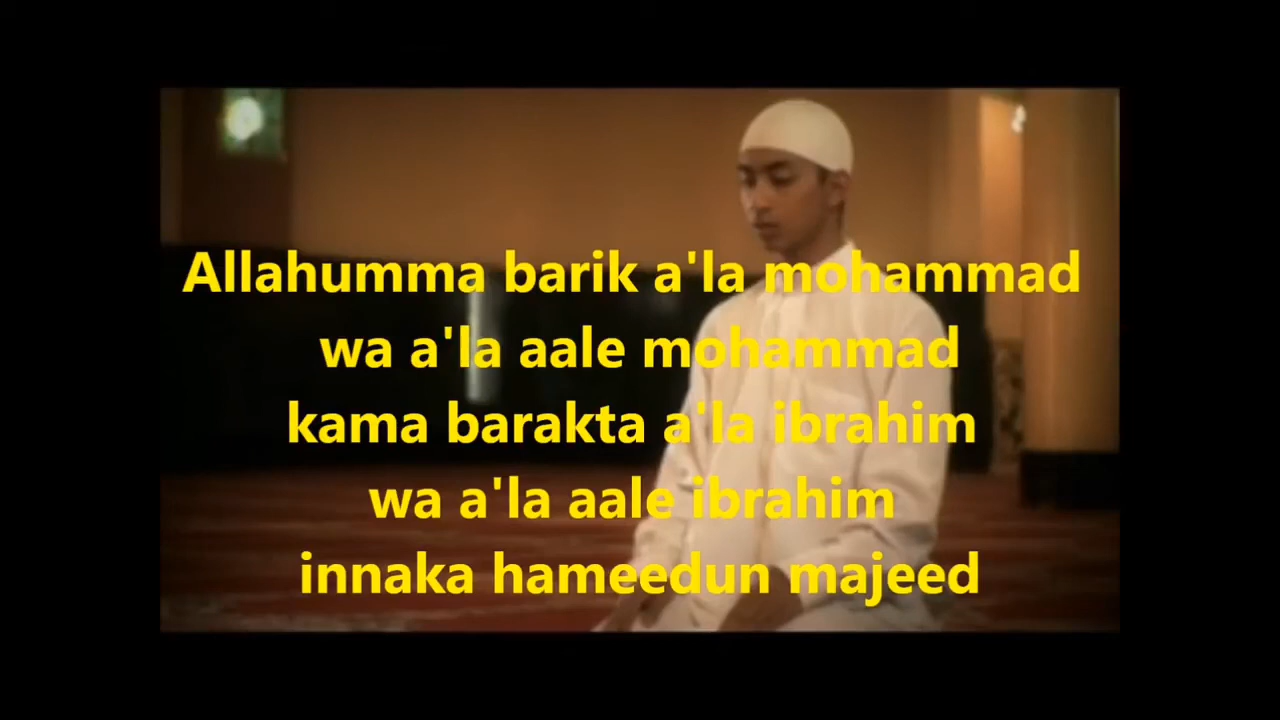 Allahumma barik a'la mohammad
wa a'la aale mohammad
kama barakta a'la ibrahim
wa a'la aale ibrahim
innaka hameedun majeed